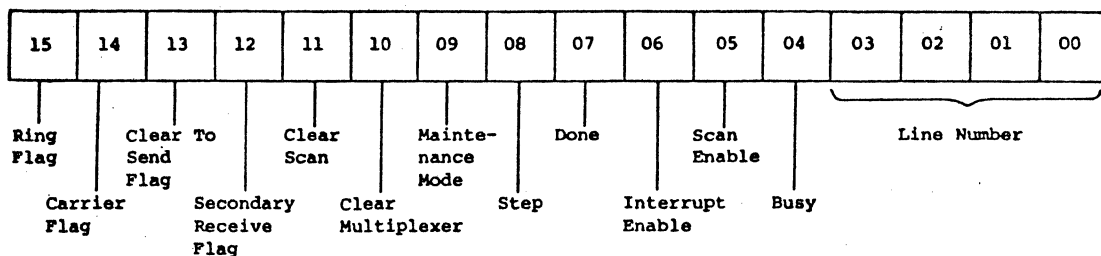 15 14 13 12 11 10 09 08 07 06 05 04 03 02 01 00
Ring
Flag
Carrier
Flag
Clear To
Send
Flag
Secondary
Receive
Flag
Clear
Scan
Clear
Multiplexer
Mainte-
nance
Mode
Step
Done
Interrupt
Enable
Scan
Enable
Busy
Line Number